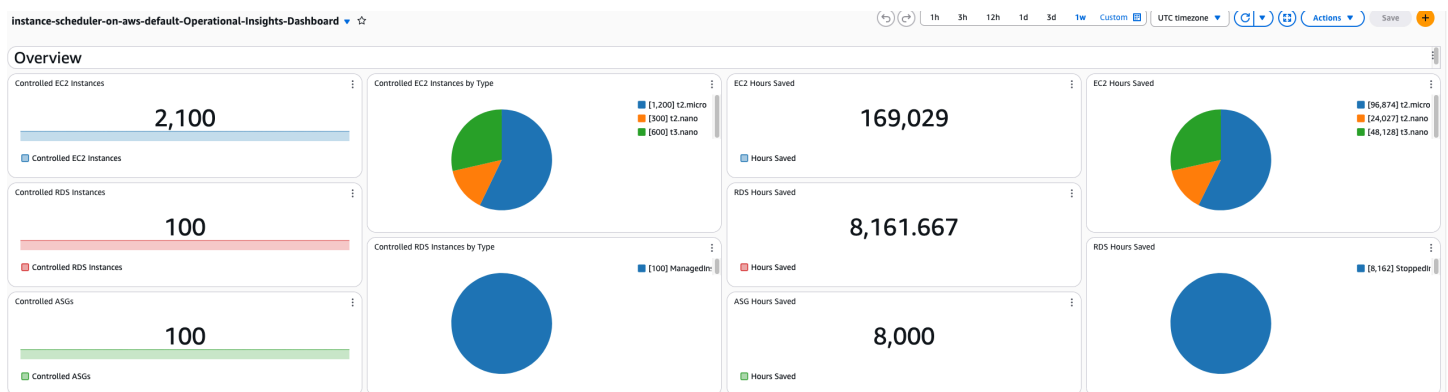 instance-scheduler-on-aws-default-Operational-Insights-Dashboard
1h 3h 12h 1d 3d 1w Custom UTC timezone Actions Save +
Overview
Controlled EC2 Instances
2,100
Controlled EC2 Instances
Controlled EC2 Instances by Type
[1,200] t2.micro
[300] t2.nano
[600] t3.nano
EC2 Hours Saved
169,029
Hours Saved
EC2 Hours Saved
[96,874] t2.micro
[24,027] t2.nano
[48,128] t3.nano
Controlled RDS Instances
100
Controlled RDS Instances
RDS Hours Saved
8,161.667
Hours Saved
Controlled RDS Instances by Type
[100] ManagedIn
RDS Hours Saved
[8,162] StoppedIn
Controlled ASGs
100
Controlled ASGs
ASG Hours Saved
8,000
Hours Saved